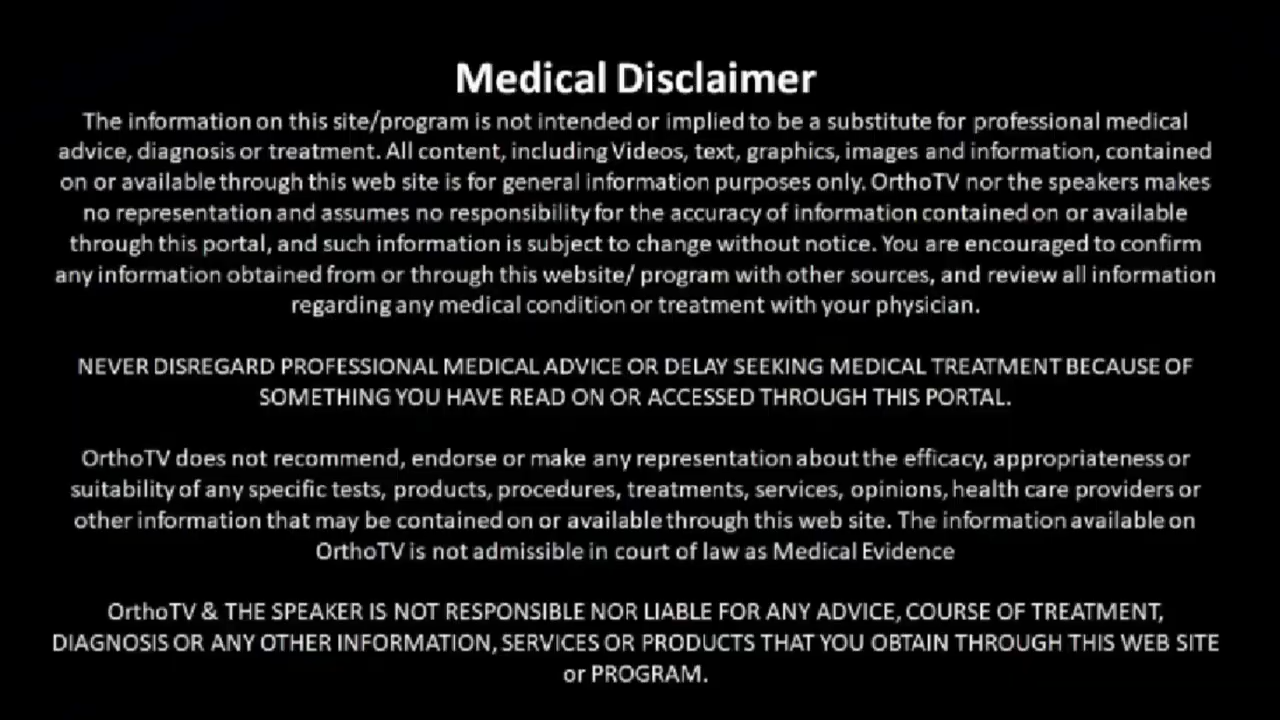 Medical Disclaimer
The information on this site/program is not intended or implied to be a substitute for professional medical
advice, diagnosis or treatment. All content, including Videos, text, graphics, images and information, contained
on or available through this web site is for general information purposes only. OrthoTV nor the speakers makes
no representation and assumes no responsibility for the accuracy of information contained on or available
through this portal, and such information is subject to change without notice. You are encouraged to confirm
any information obtained from or through this website/ program with other sources, and review all information
regarding any medical condition or treatment with your physician.
NEVER DISREGARD PROFESSIONAL MEDICAL ADVICE OR DELAY SEEKING MEDICAL TREATMENT BECAUSE OF
SOMETHING YOU HAVE READ ON OR ACCESSED THROUGH THIS PORTAL.
OrthoTV does not recommend, endorse or make any representation about the efficacy, appropriateness or
suitability of any specific tests, products, procedures, treatments, services, opinions, health care providers or
other information that may be contained on or available through this web site. The information available on
OrthoTV is not admissible in court of law as Medical Evidence
OrthoTV & THE SPEAKER IS NOT RESPONSIBLE NOR LIABLE FOR ANY ADVICE, COURSE OF TREATMENT,
DIAGNOSIS OR ANY OTHER INFORMATION, SERVICES OR PRODUCTS THAT YOU OBTAIN THROUGH THIS WEB SITE
or PROGRAM.